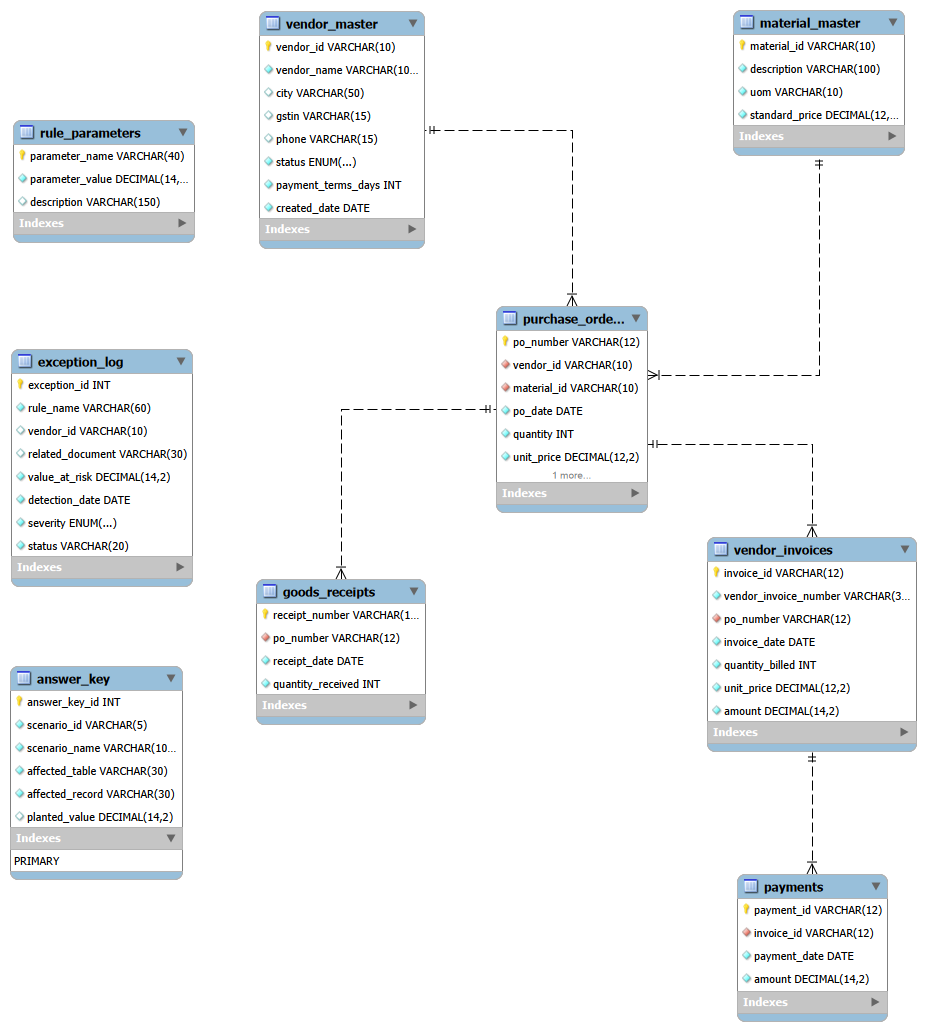 vendor_master
vendor_id VARCHAR(10)
vendor_name VARCHAR(10...
city VARCHAR(50)
gstin VARCHAR(15)
phone VARCHAR(15)
status ENUM(...)
payment_terms_days INT
created_date DATE
Indexes
material_master
material_id VARCHAR(10)
description VARCHAR(100)
uom VARCHAR(10)
standard_price DECIMAL(12,...
Indexes
rule_parameters
parameter_name VARCHAR(40)
parameter_value DECIMAL(14,...
description VARCHAR(150)
Indexes
purchase_orde...
po_number VARCHAR(12)
vendor_id VARCHAR(10)
material_id VARCHAR(10)
po_date DATE
quantity INT
unit_price DECIMAL(12,2)
1 more...
Indexes
exception_log
exception_id INT
rule_name VARCHAR(60)
vendor_id VARCHAR(10)
related_document VARCHAR(30)
value_at_risk DECIMAL(14,2)
detection_date DATE
severity ENUM(...)
status VARCHAR(20)
Indexes
vendor_invoices
invoice_id VARCHAR(12)
vendor_invoice_number VARCHAR(3...
po_number VARCHAR(12)
invoice_date DATE
quantity_billed INT
unit_price DECIMAL(12,2)
amount DECIMAL(14,2)
Indexes
goods_receipts
receipt_number VARCHAR(1...
po_number VARCHAR(12)
receipt_date DATE
quantity_received INT
Indexes
answer_key
answer_key_id INT
scenario_id VARCHAR(5)
scenario_name VARCHAR(10...
affected_table VARCHAR(30)
affected_record VARCHAR(30)
planted_value DECIMAL(14,2)
Indexes
PRIMARY
payments
payment_id VARCHAR(12)
invoice_id VARCHAR(12)
payment_date DATE
amount DECIMAL(14,2)
Indexes